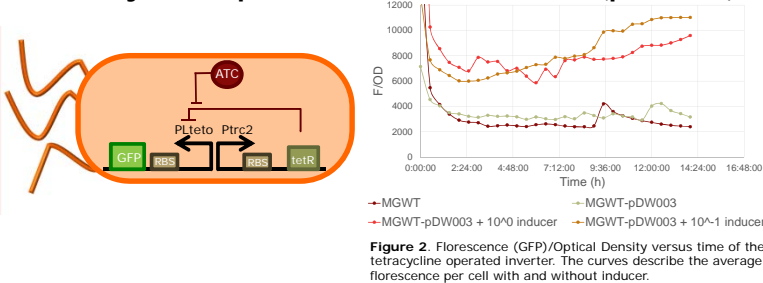 ATC
PLteto Ptrc2
GFP RBS RBS tetR
F/OD
12000
10000
8000
6000
4000
2000
0
0:00:00 2:24:00 4:48:00 7:12:00 9:36:00 12:00:00 14:24:00 16:48:00
Time (h)
MGWT MGWT-pDW003
MGWT-pDW003 + 10^0 inducer MGWT-pDW003 + 10^-1 inducer
Figure 2. Florescence (GFP)/Optical Density versus time of the
tetracycline operated inverter. The curves describe the average
florescence per cell with and without inducer.